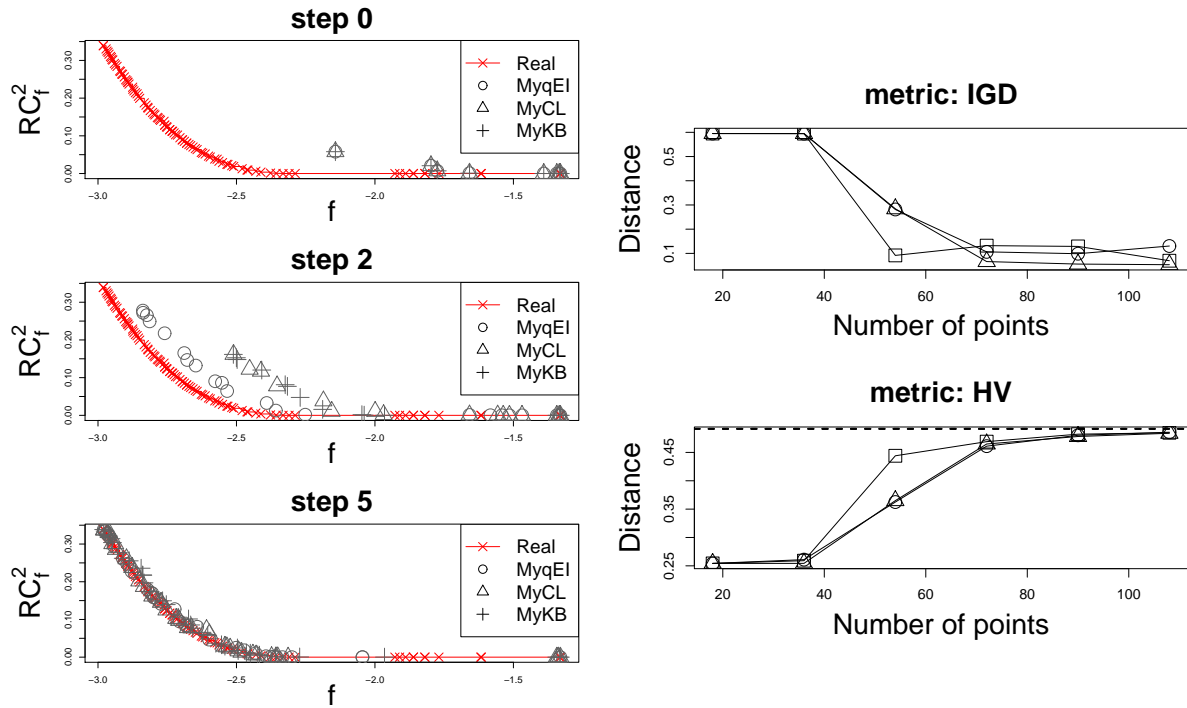 step 0
RC_f^2
0.00 0.10 0.20 0.30
Real
MyqEI
MyCL
MyKB
−3.0 −2.5 −2.0 −1.5
f
step 2
RC_f^2
0.00 0.10 0.20 0.30
Real
MyqEI
MyCL
MyKB
−3.0 −2.5 −2.0 −1.5
f
step 5
RC_f^2
0.00 0.10 0.20 0.30
Real
MyqEI
MyCL
MyKB
−3.0 −2.5 −2.0 −1.5
f
metric: IGD
Distance
0.1 0.3 0.5
20 40 60 80 100
Number of points
metric: HV
Distance
0.25 0.35 0.45
20 40 60 80 100
Number of points